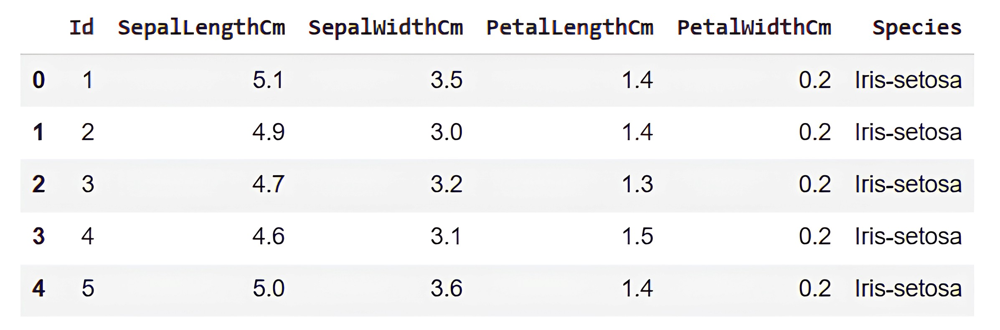 Id SepalLengthCm SepalWidthCm PetalLengthCm PetalWidthCm Species
0 1 5.1 3.5 1.4 0.2 Iris-setosa
1 2 4.9 3.0 1.4 0.2 Iris-setosa
2 3 4.7 3.2 1.3 0.2 Iris-setosa
3 4 4.6 3.1 1.5 0.2 Iris-setosa
4 5 5.0 3.6 1.4 0.2 Iris-setosa